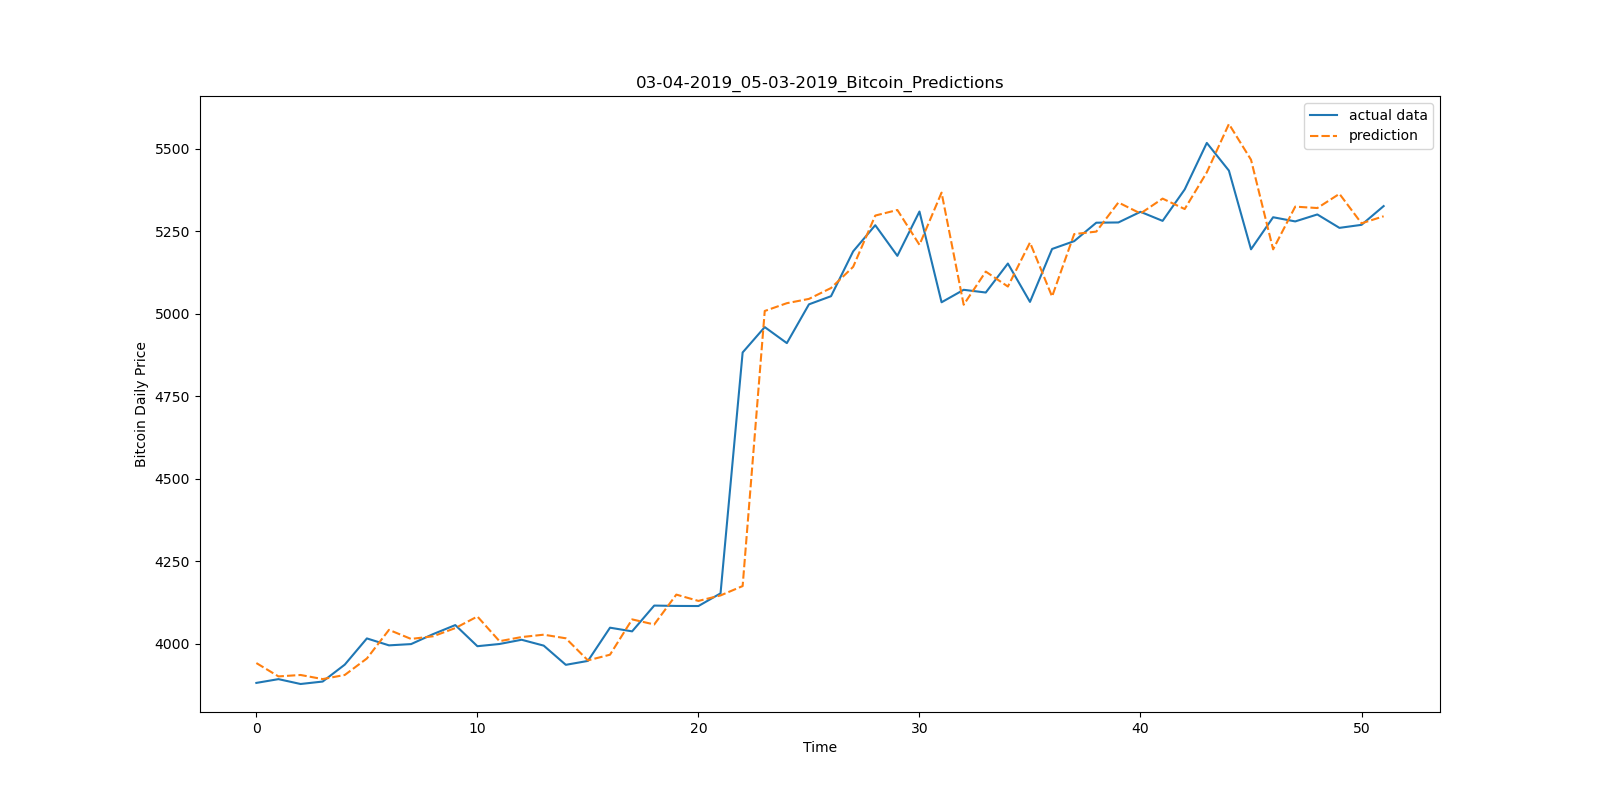 03-04-2019_05-03-2019_Bitcoin_Predictions
actual data
prediction
5500
5250
5000
4750
4500
4250
4000
Bitcoin Daily Price
0 10 20 30 40 50
Time